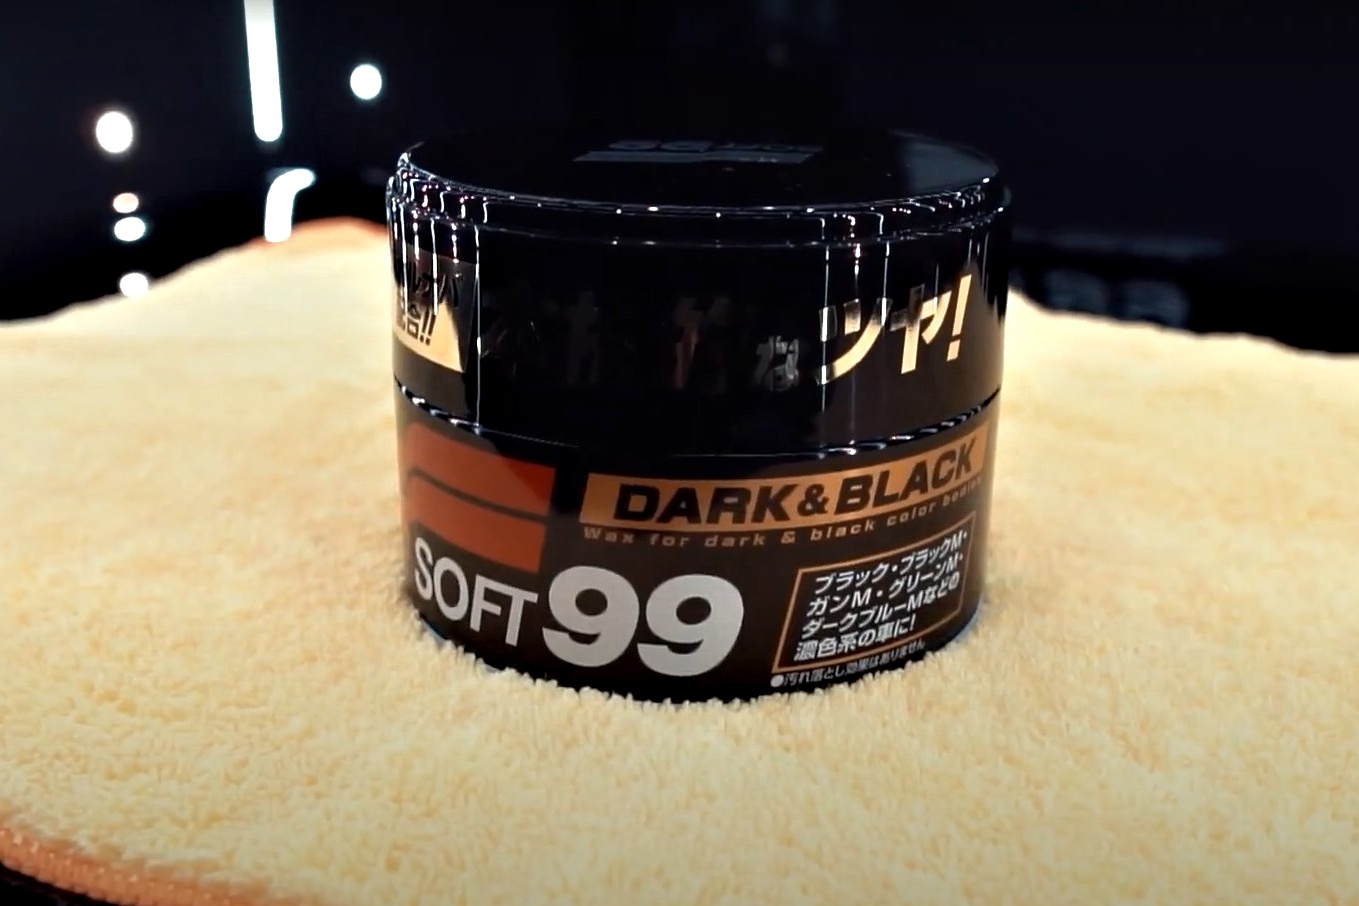 なツヤ!
合!!
DARK & BLACK
Wax for dark & black color
SOFT99
ブラック・ブラックM・
ガンM・グリーンM・
ダークブルーMなどの
濃色系の車に!
●汚れ落とし効果はありません